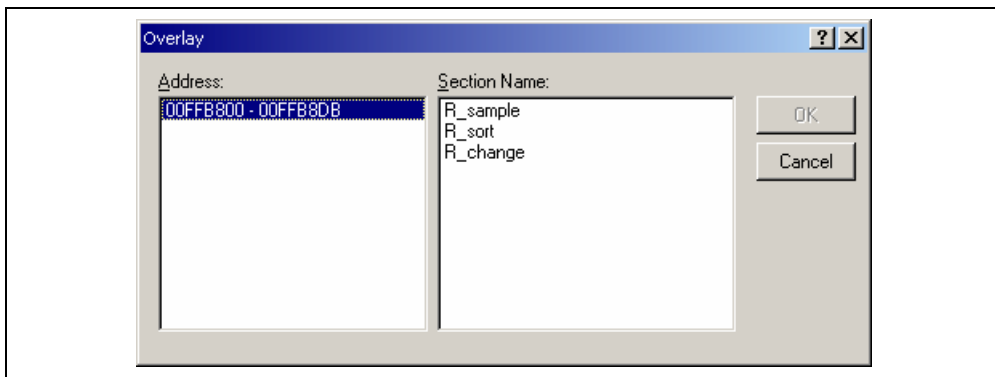 Overlay
Address:
00FFB800 - 00FFB8DB
Section Name:
R_sample
R_sort
R_change
OK
Cancel